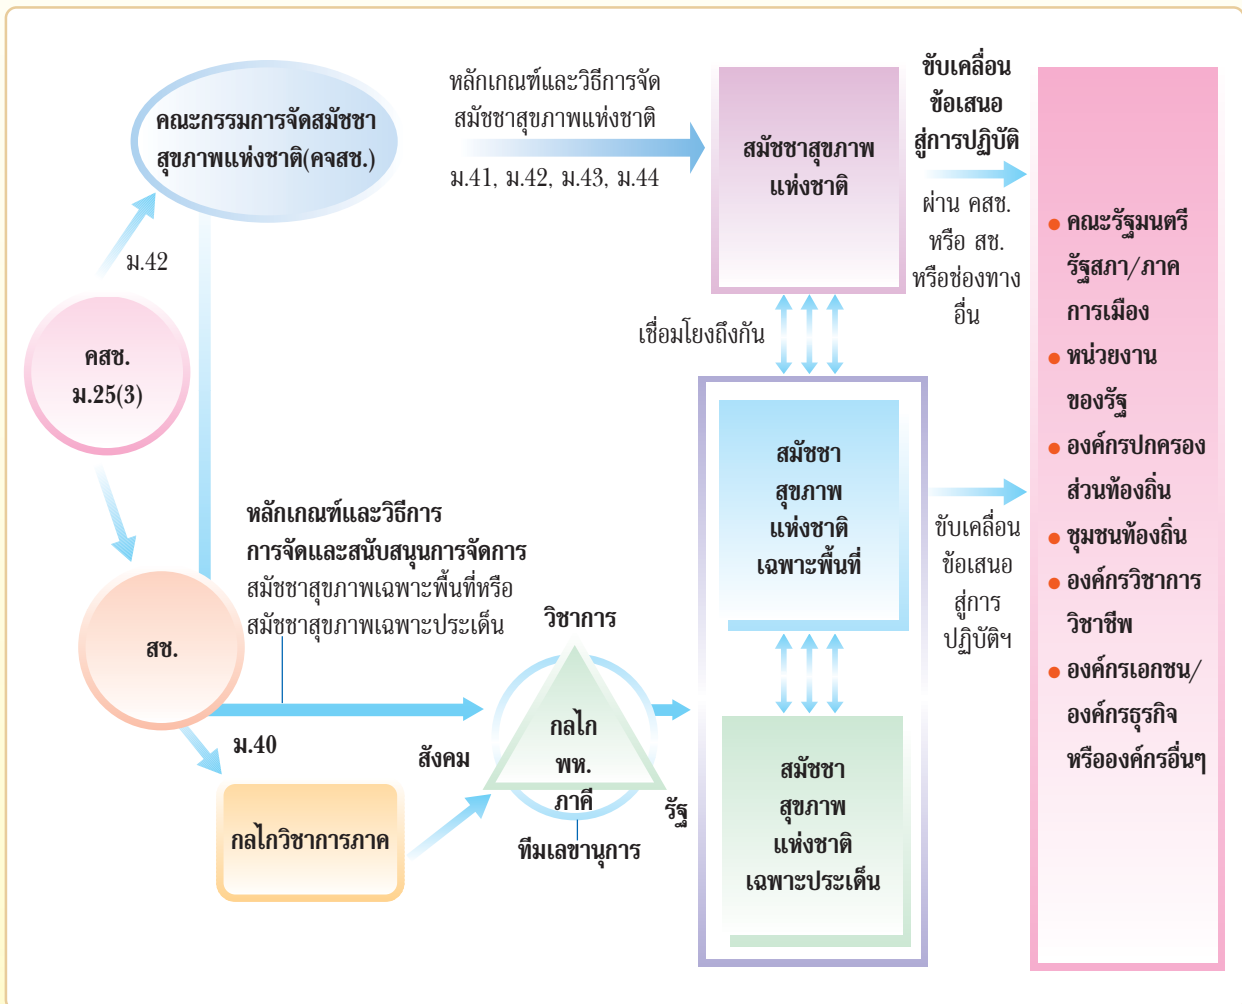 คณะกรรมการจัดสมัชชา
สุขภาพแห่งชาติ(คจสช.)
หลักเกณฑ์และวิธีการจัด
สมัชชาสุขภาพแห่งชาติ
ม.41, ม.42, ม.43, ม.44
สมัชชาสุขภาพ
แห่งชาติ
ขับเคลื่อน
ข้อเสนอ
สู่การปฏิบัติ
ผ่าน คสช.
หรือ สช.
หรือช่องทาง
อื่น
ม.42
คสช.
ม.25(3)
เชื่อมโยงถึงกัน
สมัชชา
สุขภาพ
แห่งชาติ
เฉพาะพื้นที่
ขับเคลื่อน
ข้อเสนอ
สู่การ
ปฏิบัติฯ
หลักเกณฑ์และวิธีการ
การจัดและสนับสนุนการจัดการ
สมัชชาสุขภาพเฉพาะพื้นที่หรือ
สมัชชาสุขภาพเฉพาะประเด็น
สช.
ม.40
กลไกวิชาการภาค
วิชาการ
สังคม
กลไก
พห.
ภาคี
รัฐ
ทีมเลขานุการ
สมัชชา
สุขภาพ
แห่งชาติ
เฉพาะประเด็น
● คณะรัฐมนตรี
รัฐสภา/ภาค
การเมือง
● หน่วยงาน
ของรัฐ
● องค์กรปกครอง
ส่วนท้องถิ่น
● ชุมชนท้องถิ่น
● องค์กรวิชาการ
วิชาชีพ
● องค์กรเอกชน/
องค์กรธุรกิจ
หรือองค์กรอื่นๆ